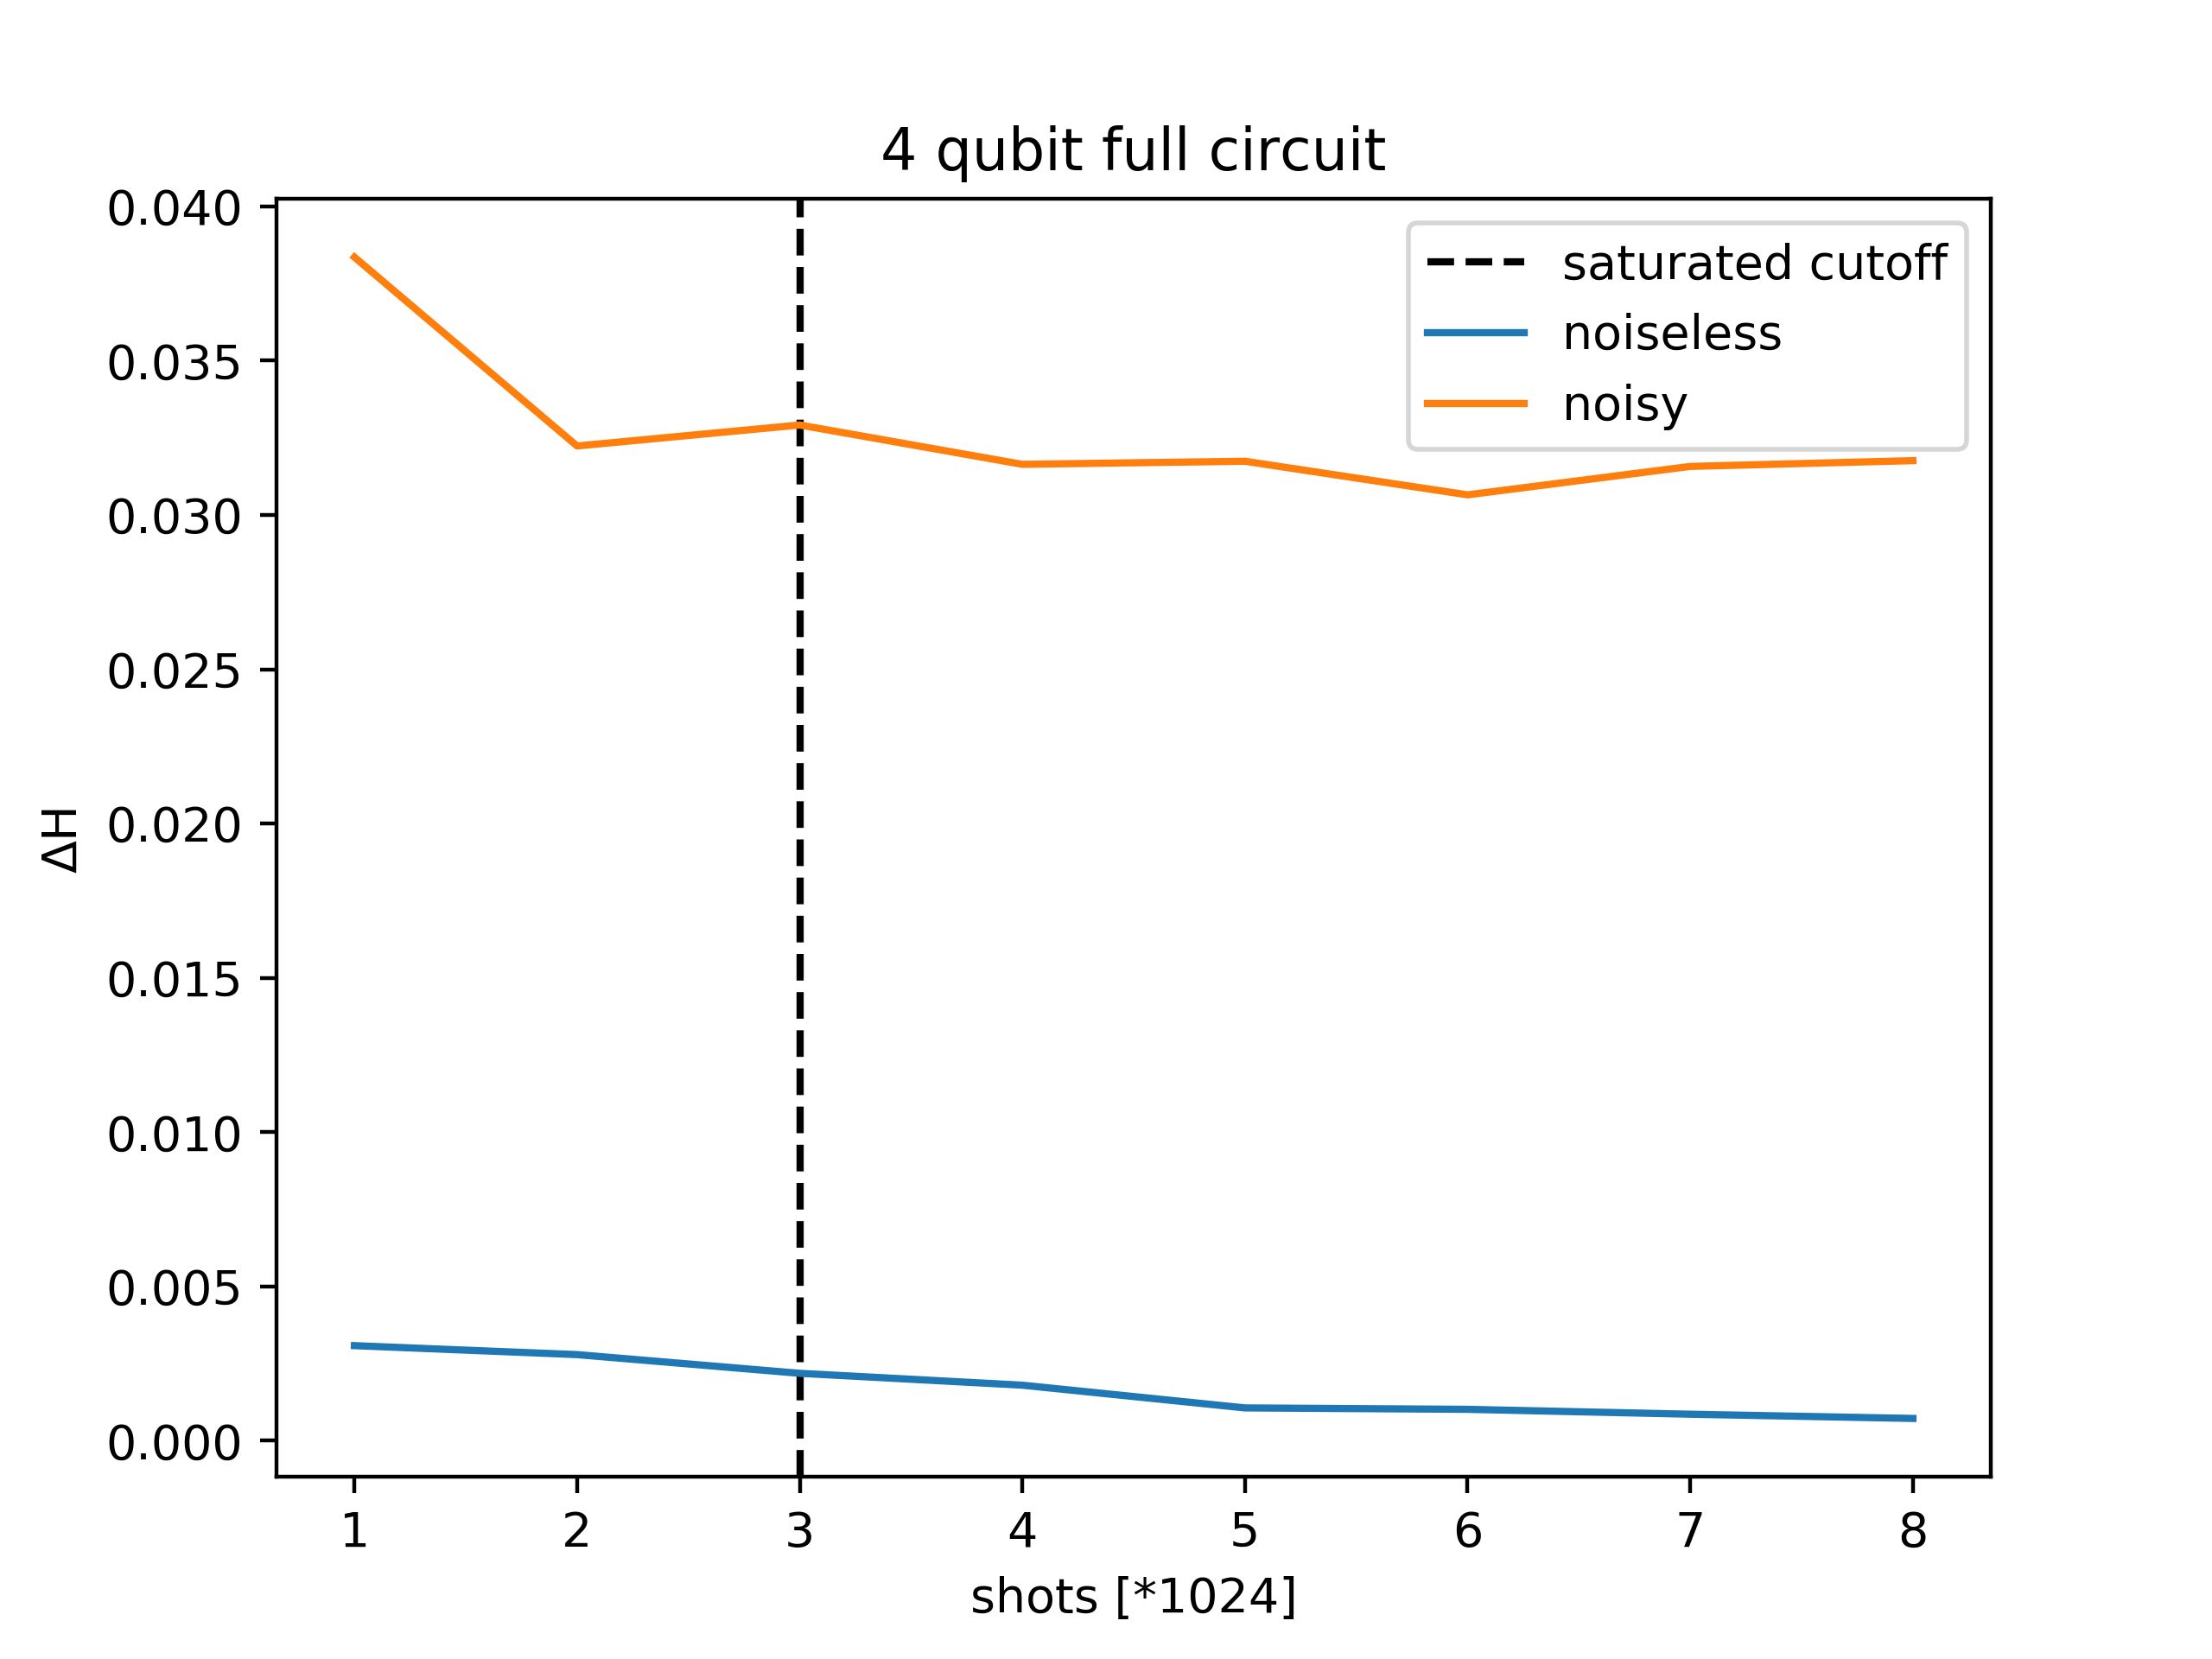 4 qubit full circuit
0.040
0.035
0.030
0.025
0.020
0.015
0.010
0.005
0.000
ΔH
saturated cutoff
noiseless
noisy
1 2 3 4 5 6 7 8
shots [*1024]